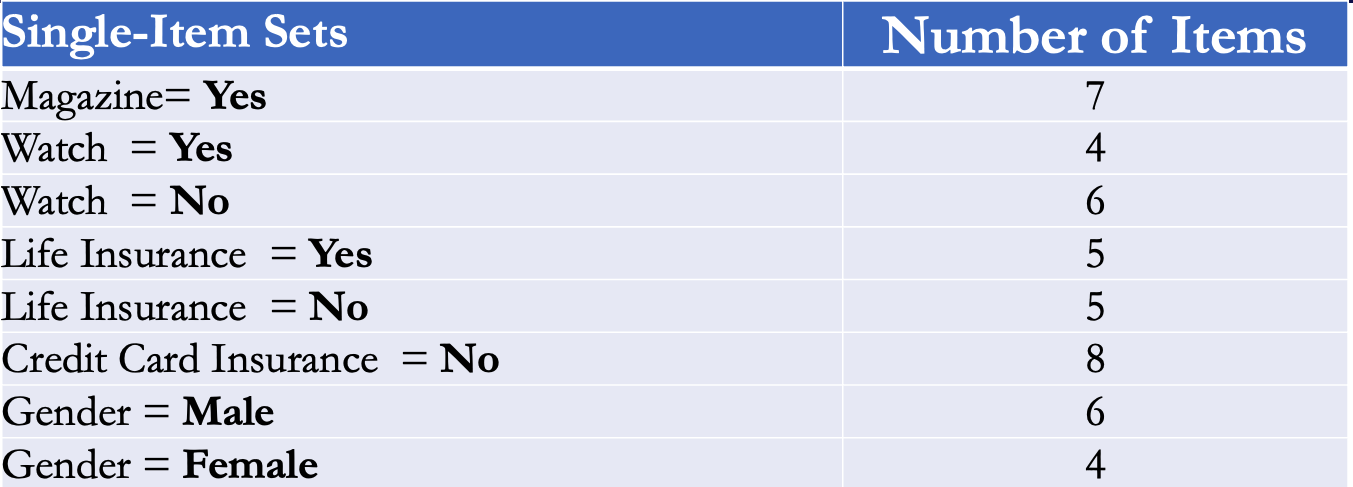 Single-Item Sets Number of Items
Magazine= Yes 7
Watch = Yes 4
Watch = No 6
Life Insurance = Yes 5
Life Insurance = No 5
Credit Card Insurance = No 8
Gender = Male 6
Gender = Female 4